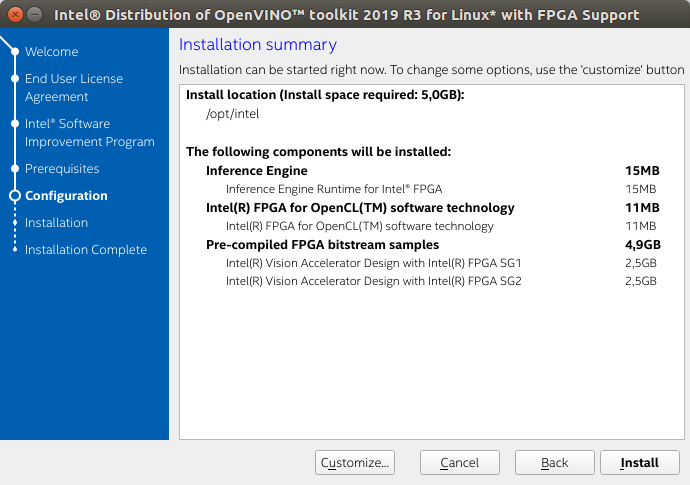 Intel® Distribution of OpenVINO™ toolkit 2019 R3 for Linux* with FPGA Support
Welcome
End User License
Agreement
Intel® Software
Improvement Program
Prerequisites
Configuration
Installation
Installation Complete
Installation summary
Installation can be started right now. To change some options, use the 'customize' button
Install location (Install space required: 5,0GB):
/opt/intel
The following components will be installed:
Inference Engine 15MB
Inference Engine Runtime for Intel® FPGA 15MB
Intel(R) FPGA for OpenCL(TM) software technology 11MB
Intel(R) FPGA for OpenCL(TM) software technology 11MB
Pre-compiled FPGA bitstream samples 4,9GB
Intel(R) Vision Accelerator Design with Intel(R) FPGA SG1 2,5GB
Intel(R) Vision Accelerator Design with Intel(R) FPGA SG2 2,5GB
Customize... Cancel Back Install